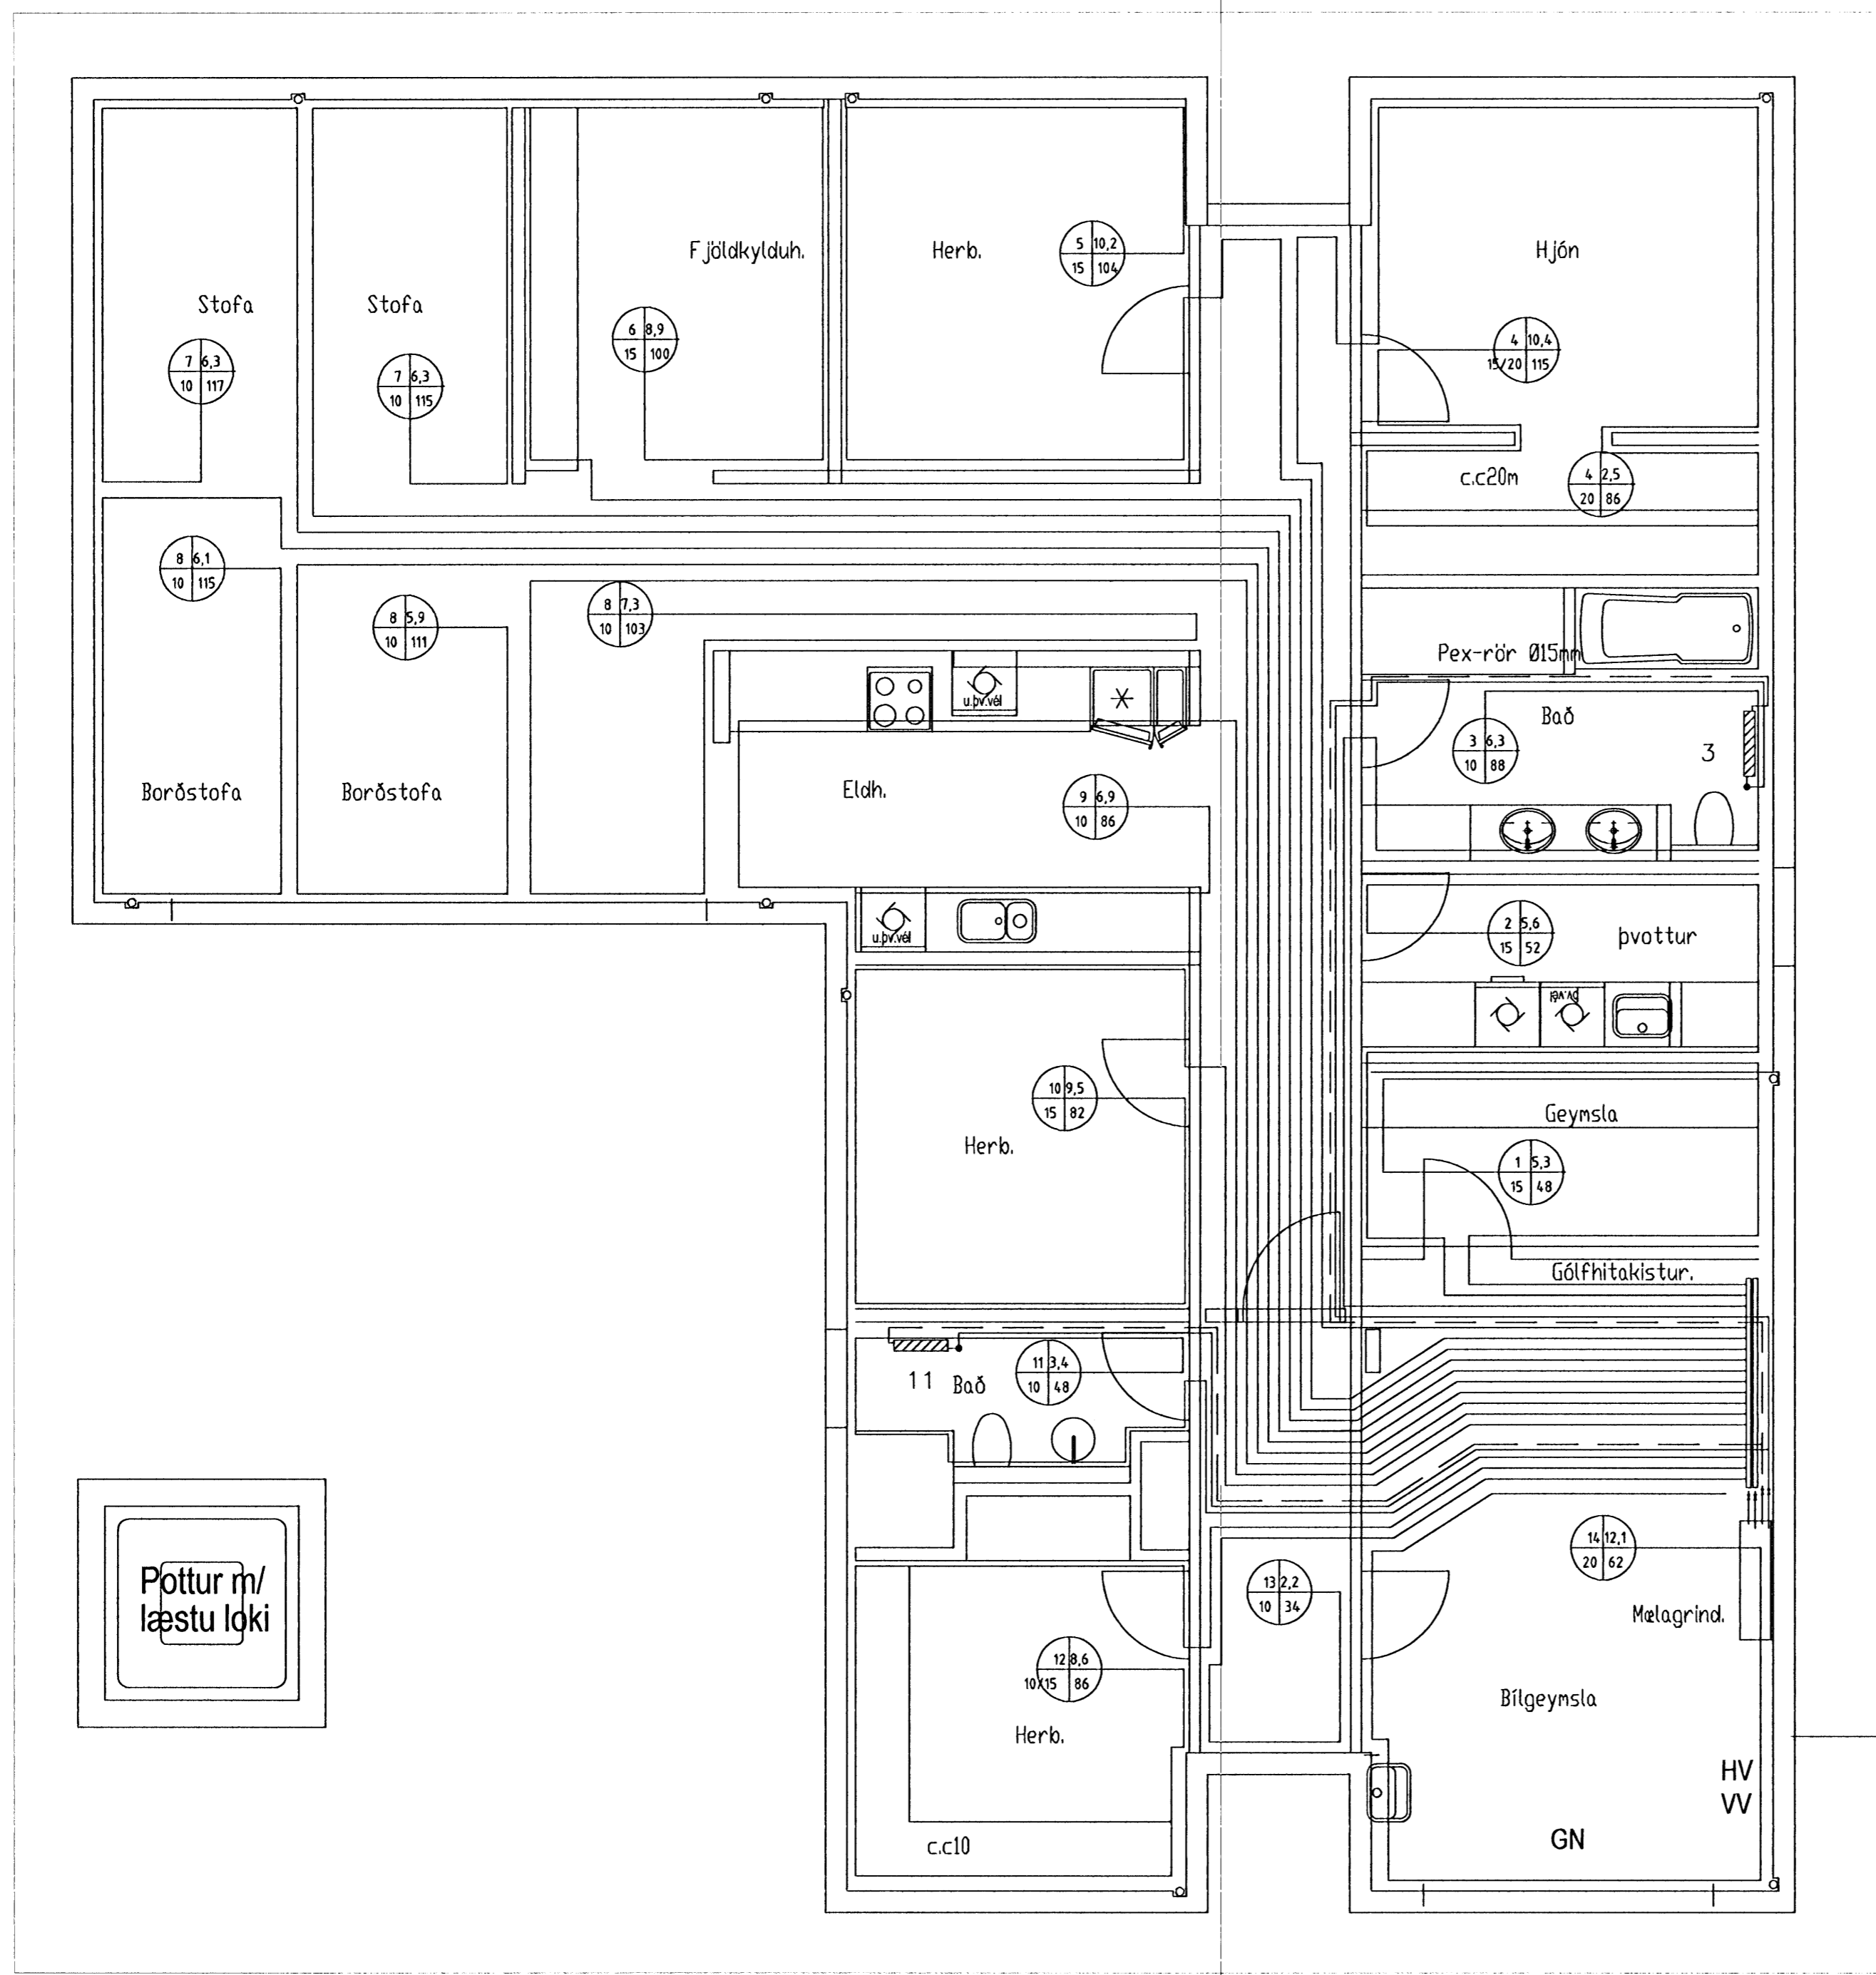 Fjöldkylduh.
Herb.
5 10,2
15 104
Hjón
Stofa
Stofa
6 8,9
15 100
4 10,4
15/20 115
7 6,3
10 117
7 6,3
10 115
c.c20m
4 2,5
20 86
8 6,1
10 115
8 5,9
10 111
8 7,3
10 103
Pex-rör Ø15mm
u.þv.vél
Bað
3 6,3
10 88
3
Borðstofa
Borðstofa
Eldh.
9 6,9
10 86
u.þv.vél
2 5,6
15 52
þvottur
þv.vél
10 9,5
15 82
Geymsla
Herb.
1 5,3
15 48
Gólfhitakistur.
11
Bað
11 3,4
10 48
14 12,1
20 62
Pottur m/
læstu loki
13 2,2
10 34
Mælagrind.
12 8,6
10/15 86
Bílgeymsla
Herb.
HV
VV
c.c10
GN